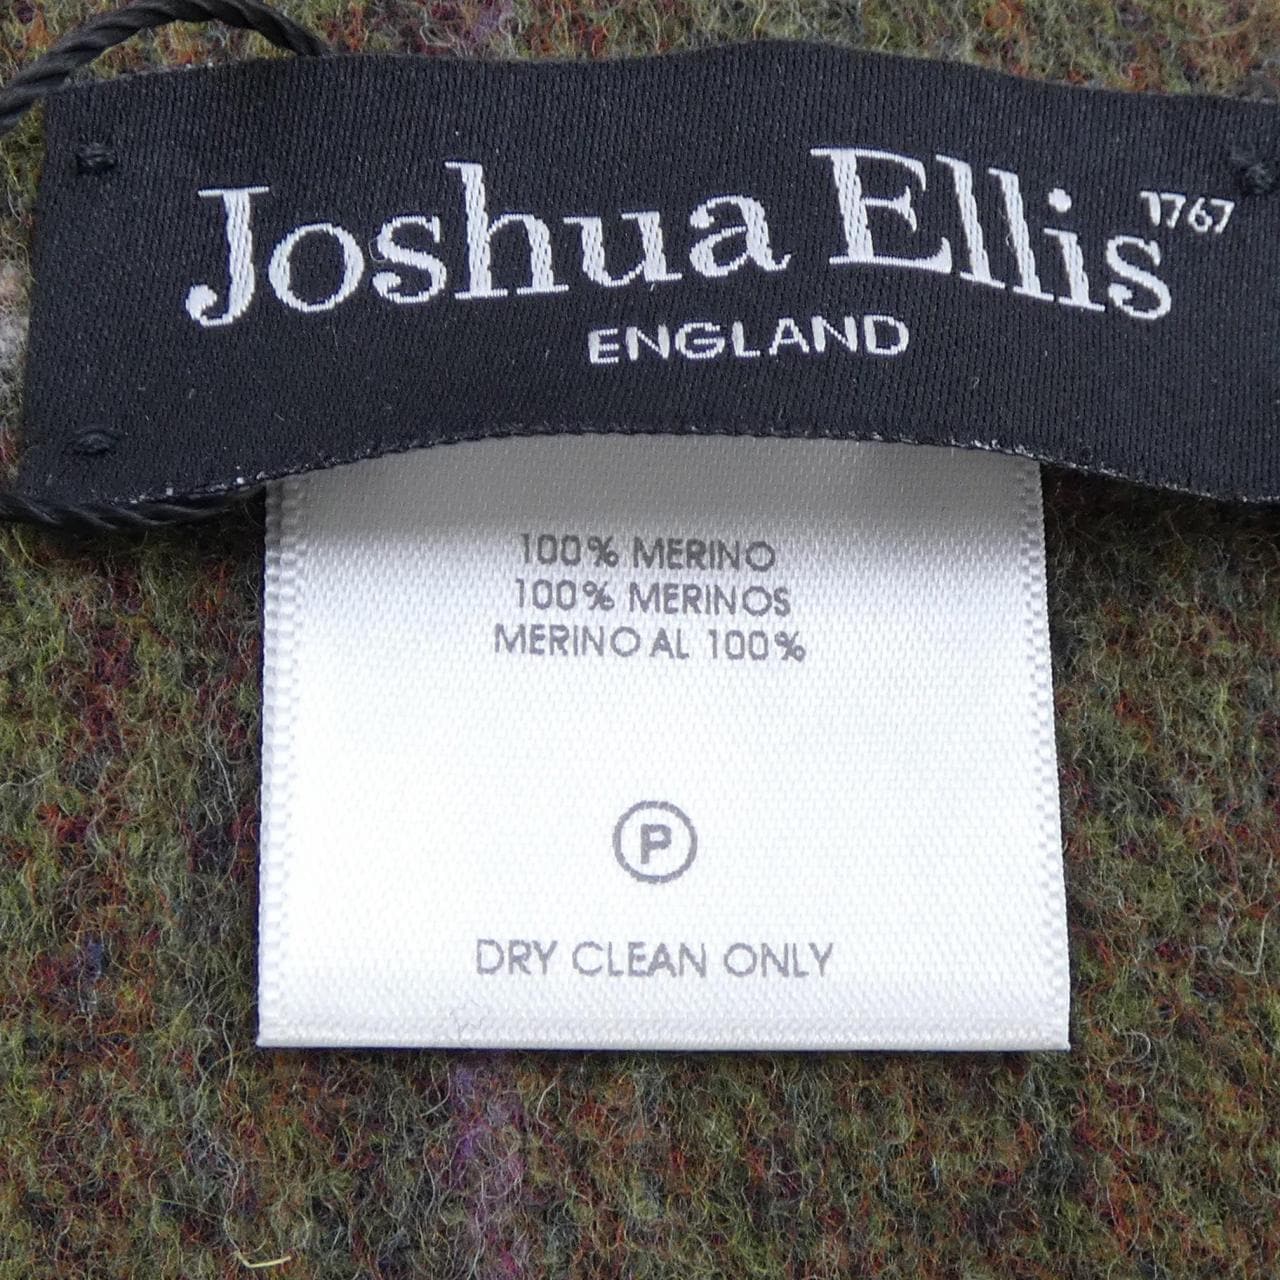 Joshua Ellis 1767
ENGLAND
100% MERINO
100% MERINOS
MERINO AL 100%
P
DRY CLEAN ONLY